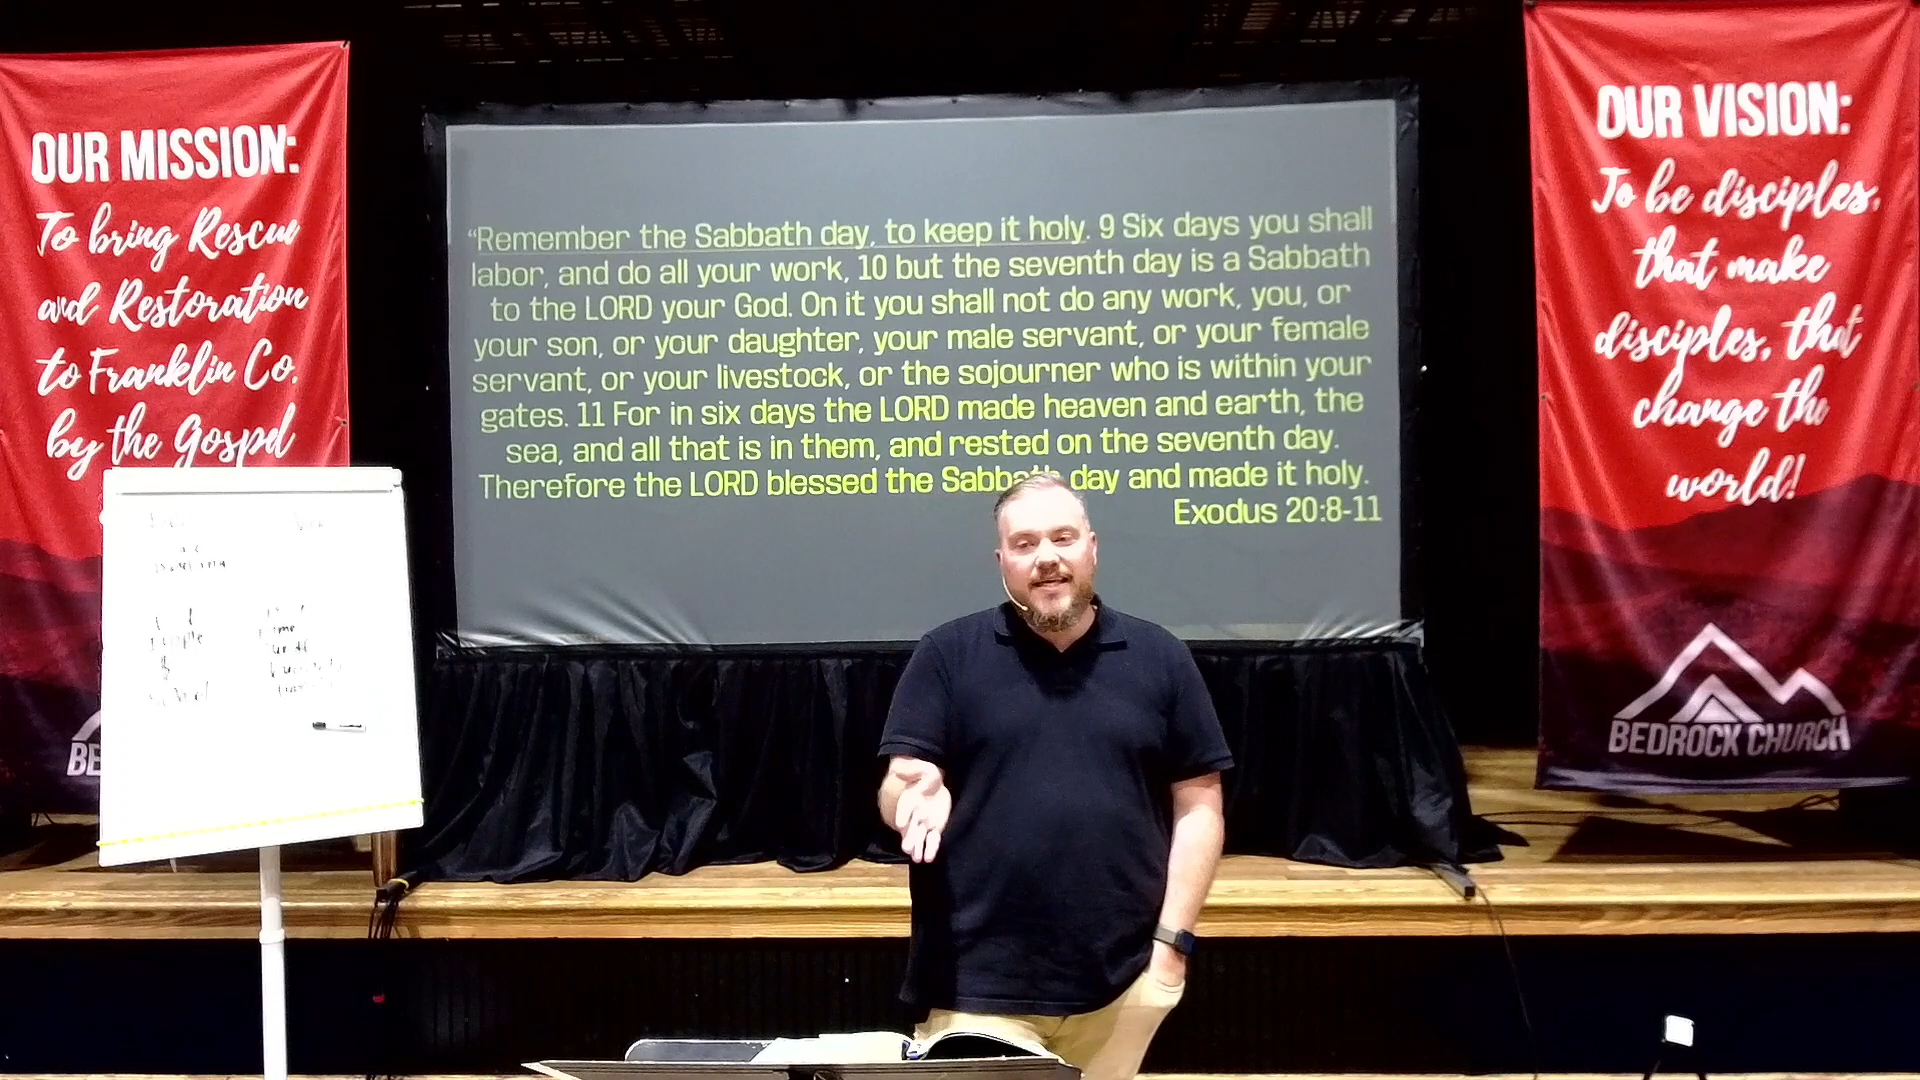 OUR MISSION:
To bring Rescue
and Restoration
to Franklin Co.
by the Gospel
BE
“Remember the Sabbath day, to keep it holy. 9 Six days you shall
labor, and do all your work, 10 but the seventh day is a Sabbath
to the LORD your God. On it you shall not do any work, you, or
your son, or your daughter, your male servant, or your female
servant, or your livestock, or the sojourner who is within your
gates. 11 For in six days the LORD made heaven and earth, the
sea, and all that is in them, and rested on the seventh day.
Therefore the LORD blessed the Sabbath day and made it holy.
Exodus 20:8-11
OUR VISION:
To be disciples,
that make
disciples, that
change the
world!
BEDROCK CHURCH
people
Time
$